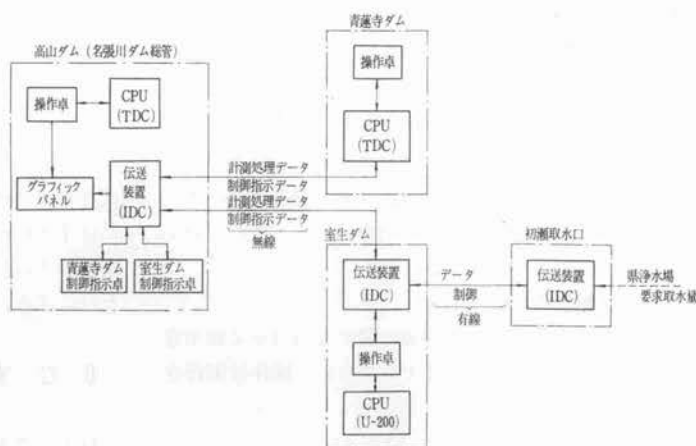 青蓮寺ダム
操作卓
CPU
(TDC)
高山ダム(名張川ダム総管)
操作卓
CPU
(TDC)
グラフィック
パネル
伝送
装置
(IDC)
青蓮寺ダム
制御指示卓
室生ダム
制御指示卓
計測処理データ
制御指示データ
計測処理データ
制御指示データ
無線
室生ダム
伝送装置
(IDC)
操作卓
CPU
(U-200)
データ
制御
有線
初瀬取水口
伝送装置
(IDC)
県浄水場
要求取水量